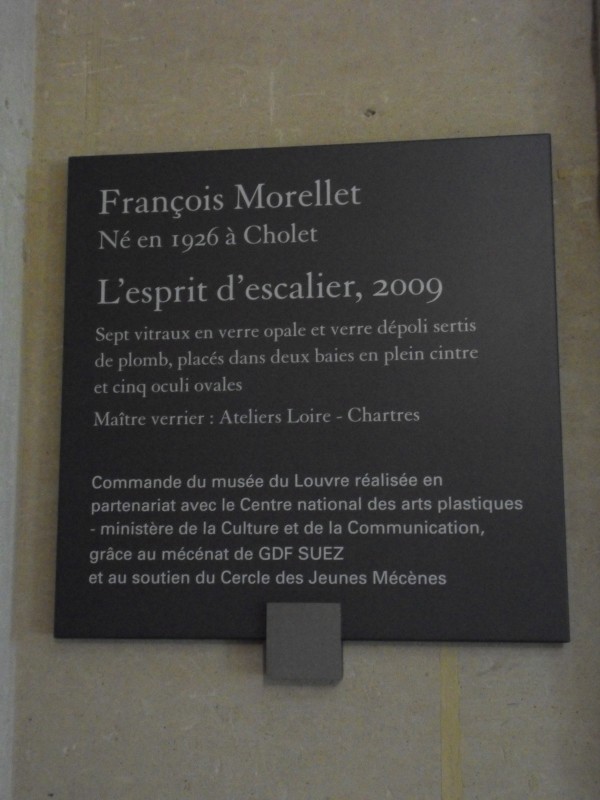 François Morellet
Né en 1926 à Cholet
L'esprit d'escalier, 2009
Sept vitraux en verre opale et verre dépoli sertis
de plomb, placés dans deux baies en plein cintre
et cinq oculi ovales
Maître verrier : Ateliers Loire - Chartres
Commande du musée du Louvre réalisée en
partenariat avec le Centre national des arts plastiques
- ministère de la Culture et de la Communication,
grâce au mécénat de GDF SUEZ
et au soutien du Cercle des Jeunes Mécènes